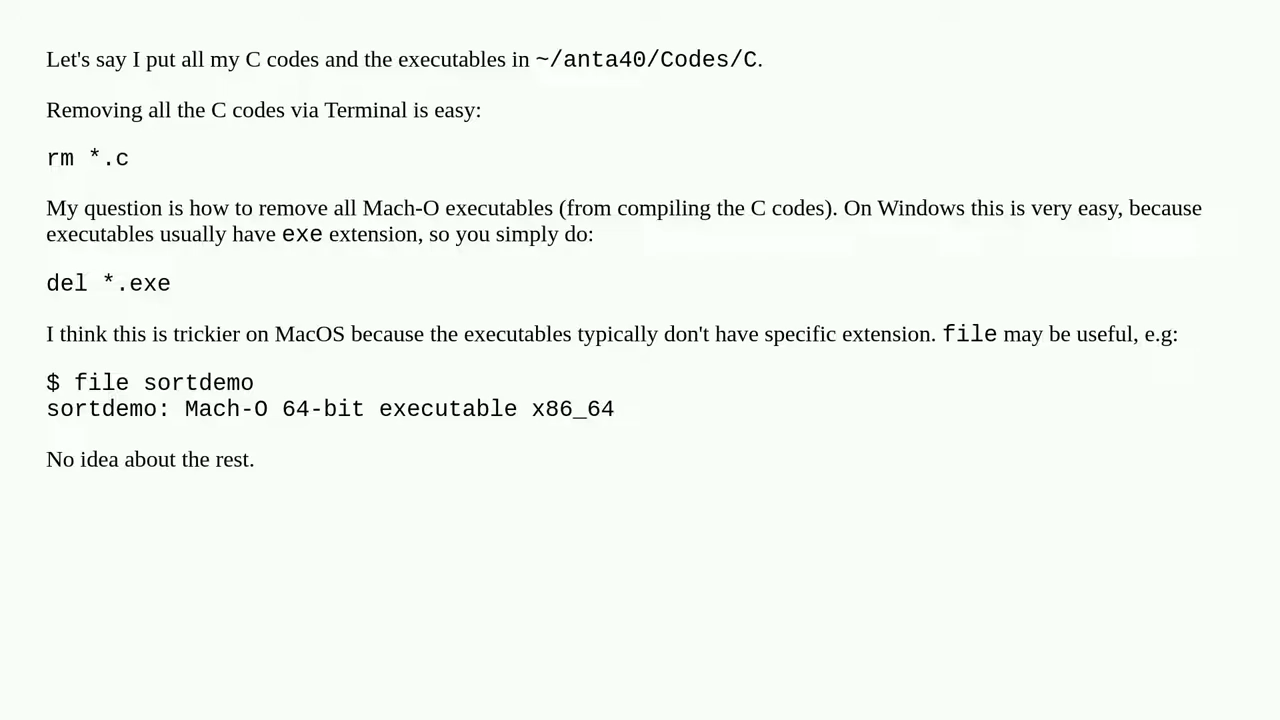 Let's say I put all my C codes and the executables in ~/anta40/Codes/C.
Removing all the C codes via Terminal is easy:
rm *.c
My question is how to remove all Mach-O executables (from compiling the C codes). On Windows this is very easy, because
executables usually have exe extension, so you simply do:
del *.exe
I think this is trickier on MacOS because the executables typically don't have specific extension. file may be useful, e.g:
$ file sortdemo
sortdemo: Mach-O 64-bit executable x86_64
No idea about the rest.